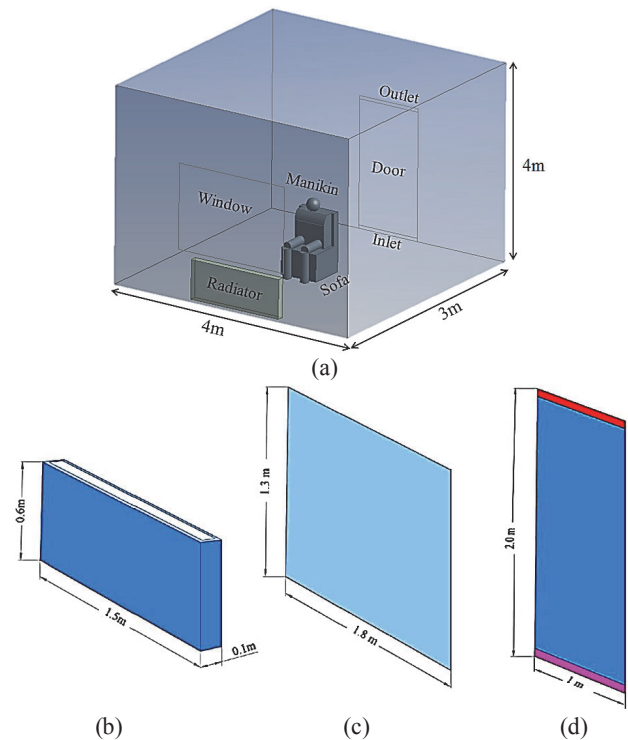 Outlet
Door
4m
Manikin
Window
Inlet
Sofa
Radiator
3m
4m
(a)
1.3 m
2.0 m
0.6m
1.5m
0.1m
1.8 m
1 m
(b)
(c)
(d)